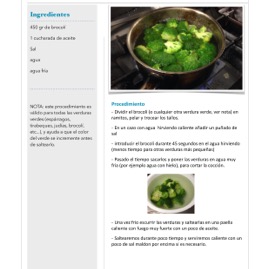 Ingredientes
450 gr de brocoli
1 cucharada de aceite
Sal
agua
agua fria
NOTA: este procedimiento es
válido para todas las verduras
verdes (espárragos,
arabeques, judías, brocoli,
etc...), y ayuda a que el color
del verde se incremente antes
de saltearlo.
Procedimiento
- Dividir el brocoli (o cualquier otra verdura verde, ver nota) en
ramitos, pelar y trocear los tallos.
- En un cazo con agua hirviendo caliente añadir un puñado de
sal
- Introducir el brocoli durante 45 segundos en el agua hirviendo
(menos tiempo para otras verduras más pequeñas)
- Pasado el tiempo sacarlos y poner las verduras en agua muy
fría (por ejemplo agua con hielo), para cortar la cocción.
- Una vez frio escurrir las verduras y saltearlas en una paella
caliente con fuego muy fuerte con un poco de aceite.
- Saltearemos durante poco tiempo y serviremos caliente con un
poco de sal maldon por encima si es necesario.